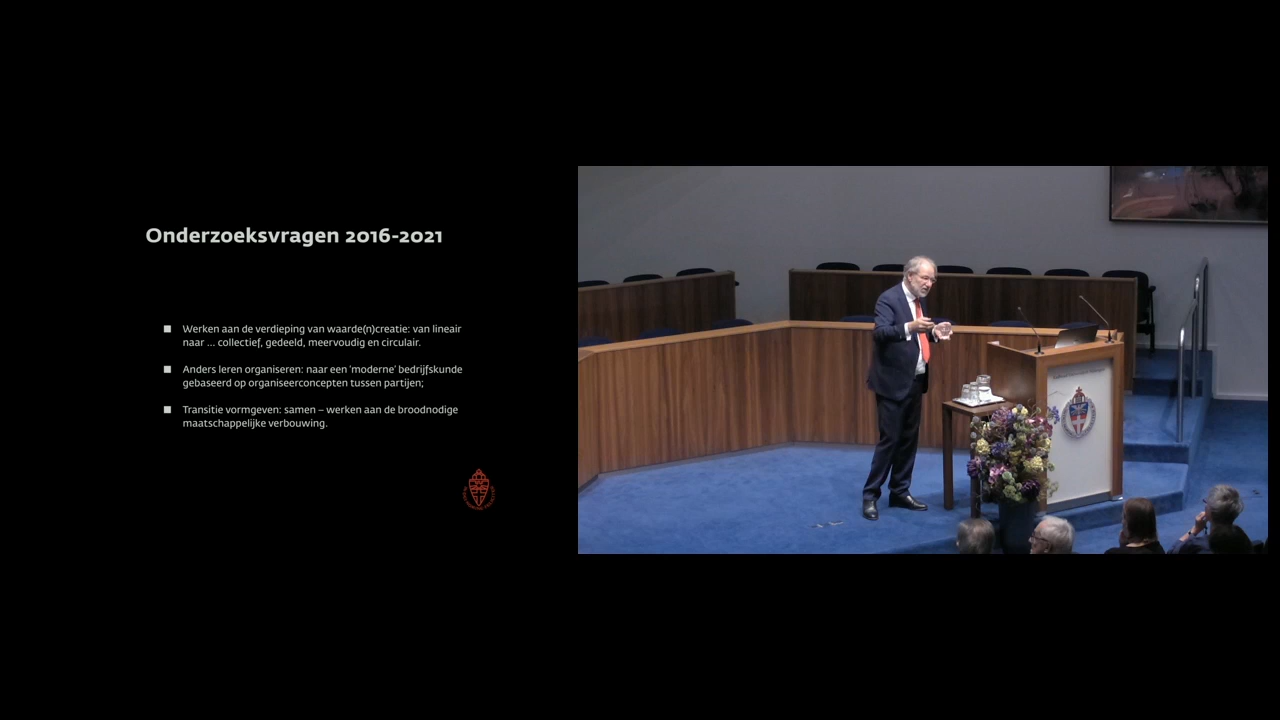 Onderzoeksvragen 2016-2021
Werken aan de verdieping van waarde(n)creatie: van lineair
naar ... collectief, gedeeld, meervoudig en circulair.
Anders leren organiseren: naar een 'moderne' bedrijfskunde
gebaseerd op organiseerconcepten tussen partijen;
Transitie vormgeven: samen – werken aan de broodnodige
maatschappelijke verbouwing.